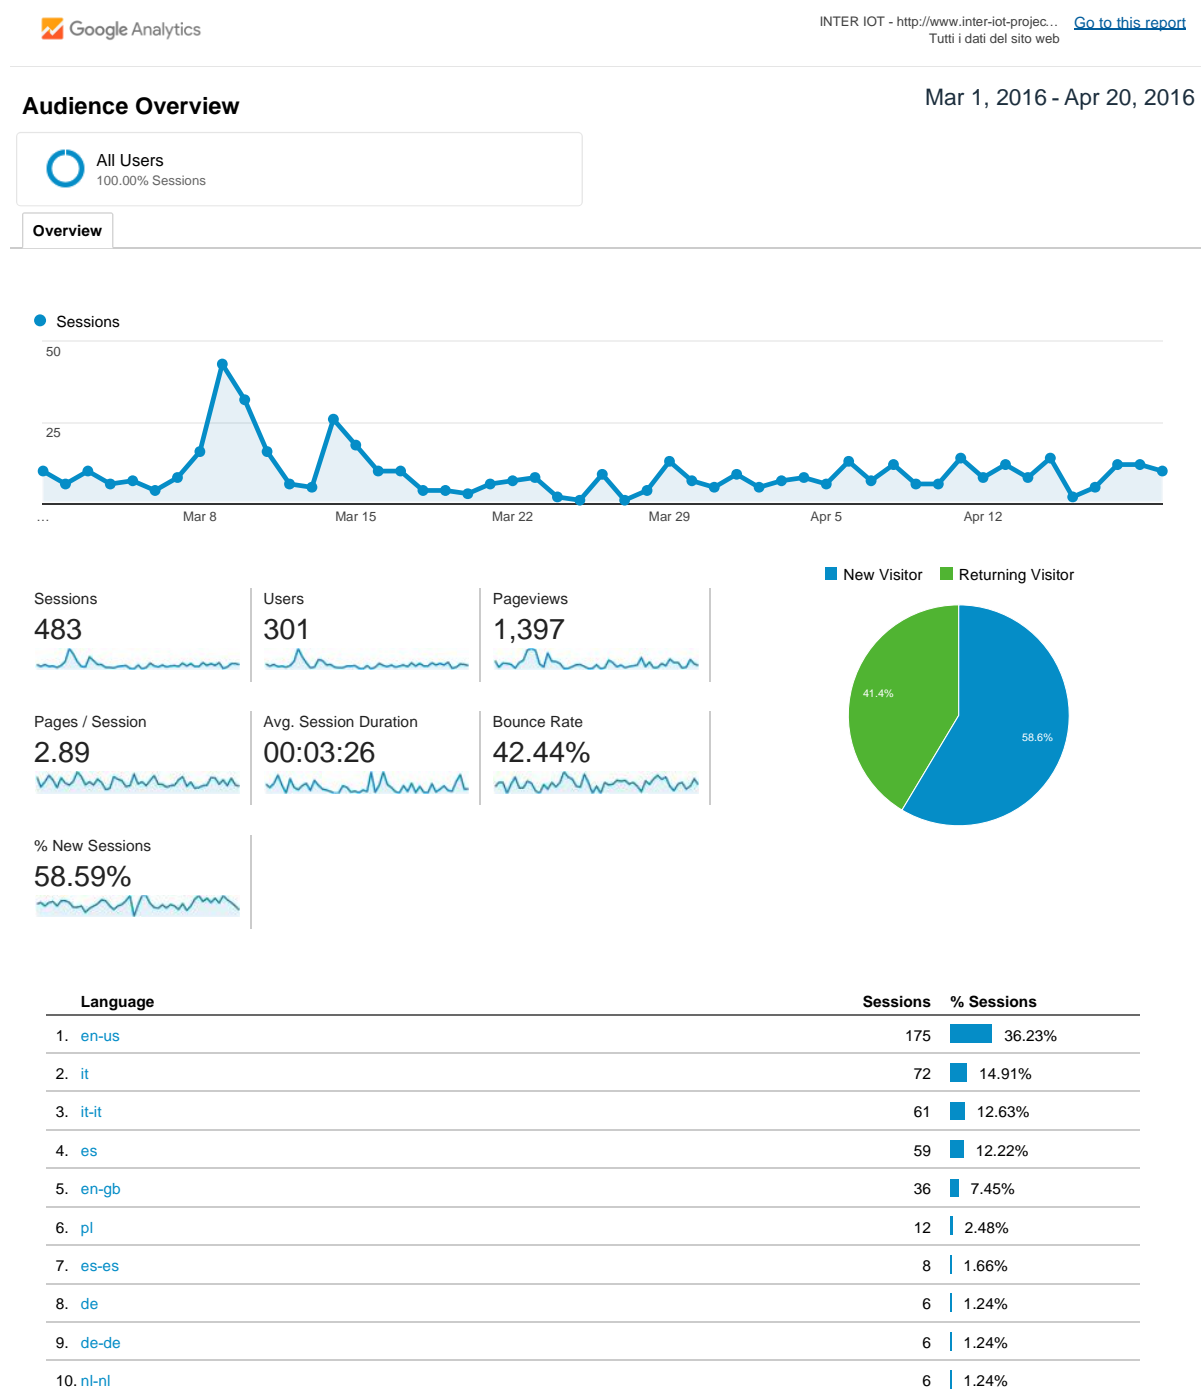 Google Analytics
INTER IOT - http://www.inter-iot-projec...
Go to this report
Tutti i dati del sito web
Audience Overview
Mar 1, 2016 - Apr 20, 2016
All Users
100.00% Sessions
Overview
Sessions
50
25
...
Mar 8
Mar 15
Mar 22
Mar 29
Apr 5
Apr 12
New Visitor
Returning Visitor
41.4%
58.6%
Sessions
483
Users
301
Pageviews
1,397
Pages / Session
2.89
Avg. Session Duration
00:03:26
Bounce Rate
42.44%
% New Sessions
58.59%
Language Sessions % Sessions
1. en-us 175 36.23%
2. it 72 14.91%
3. it-it 61 12.63%
4. es 59 12.22%
5. en-gb 36 7.45%
6. pl 12 2.48%
7. es-es 8 1.66%
8. de 6 1.24%
9. de-de 6 1.24%
10. nl-nl 6 1.24%